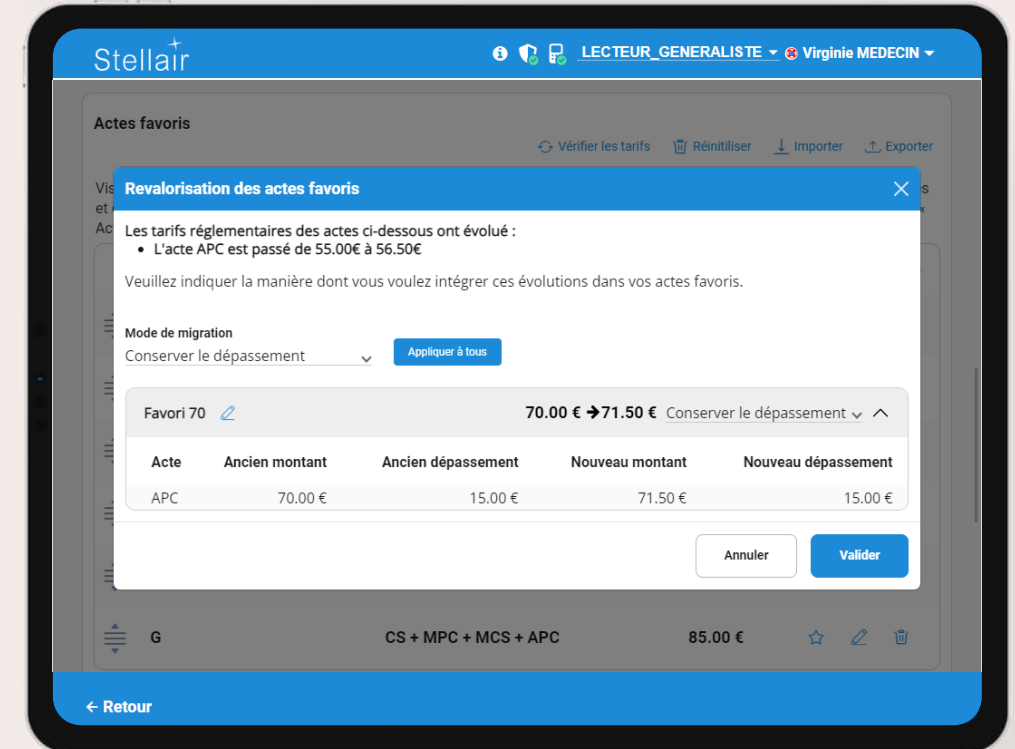 Stellair
LECTEUR_GENERALISTE
Virginie MEDECIN
Actes favoris
Vérifier les tarifs
Réinitiliser
Importer
Exporter
Revalorisation des actes favoris
Les tarifs réglementaires des actes ci-dessous ont évolué :
• L'acte APC est passé de 55.00€ à 56.50€
Veuillez indiquer la manière dont vous voulez intégrer ces évolutions dans vos actes favoris.
Mode de migration
Conserver le dépassement
Appliquer à tous
Favori 70
70.00 € → 71.50 € Conserver le dépassement
Acte Ancien montant Ancien dépassement Nouveau montant Nouveau dépassement
APC 70.00 € 15.00 € 71.50 € 15.00 €
Annuler
Valider
G CS + MPC + MCS + APC 85.00 €
← Retour